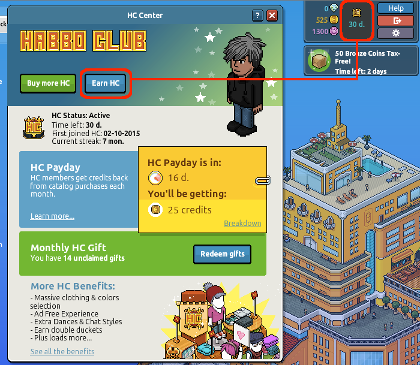 HC Center
?
HABBO CLUB
Buy more HC
Earn HC
HC Status: Active
Time left: 30 d.
First joined HC: 02-10-2015
Current streak: 7 mon.
HC
HC Payday
HC members get credits back
from catalog purchases each
month.
Learn more...
HC Payday is in:
16 d.
You'll be getting:
25 credits
Breakdown
Monthly HC Gift
You have 14 unclaimed gifts
Redeem gifts
More HC Benefits:
- Massive clothing & colors
selection
- Ad Free Experience
- Extra Dances & Chat Styles
- Earn double duckets
- Plus loads more...
See all the benefits
0
525
1300
30 d.
Help
50 Bronze Coins Tax-
Free!
Time left: 2 days